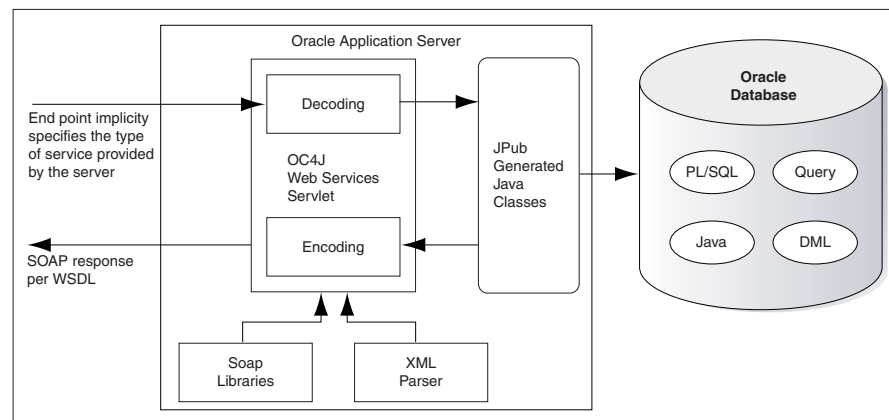 Oracle Application Server
Decoding
End point implicity
specifies the type
of service provided
by the server
OC4J
Web Services
Servlet
JPub
Generated
Java
Classes
Encoding
SOAP response
per WSDL
Soap
Libraries
XML
Parser
Oracle
Database
PL/SQL
Query
Java
DML